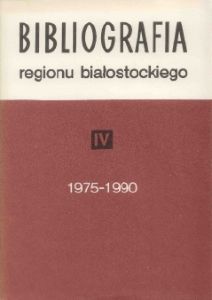 BIBLIOGRAFIA
regionu białostockiego
IV
1975-1990